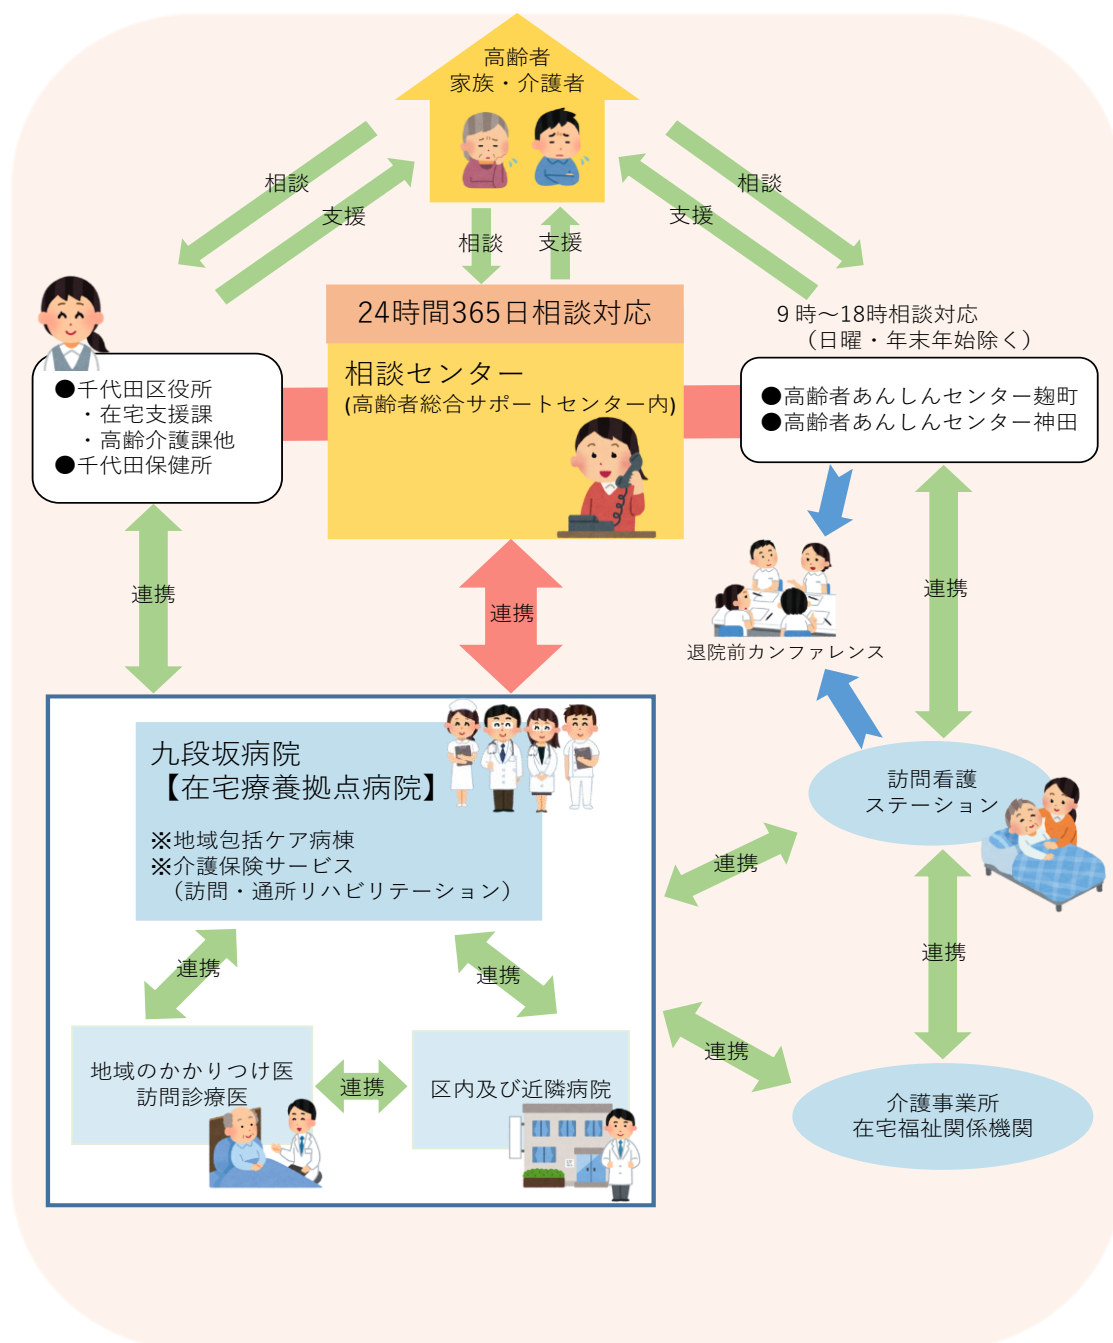 高齢者
家族・介護者
相談
支援
相談
支援
相談
支援
24時間365日相談対応
相談センター
(高齢者総合サポートセンター内)
9時～18時相談対応
（日曜・年末年始除く）
●千代田区役所
・在宅支援課
・高齢介護課他
●千代田保健所
●高齢者あんしんセンター麹町
●高齢者あんしんセンター神田
連携
連携
連携
退院前カンファレンス
九段坂病院
【在宅療養拠点病院】
※地域包括ケア病棟
※介護保険サービス
（訪問・通所リハビリテーション）
訪問看護
ステーション
連携
連携
連携
連携
連携
地域のかかりつけ医
訪問診療医
連携
区内及び近隣病院
介護事業所
在宅福祉関係機関